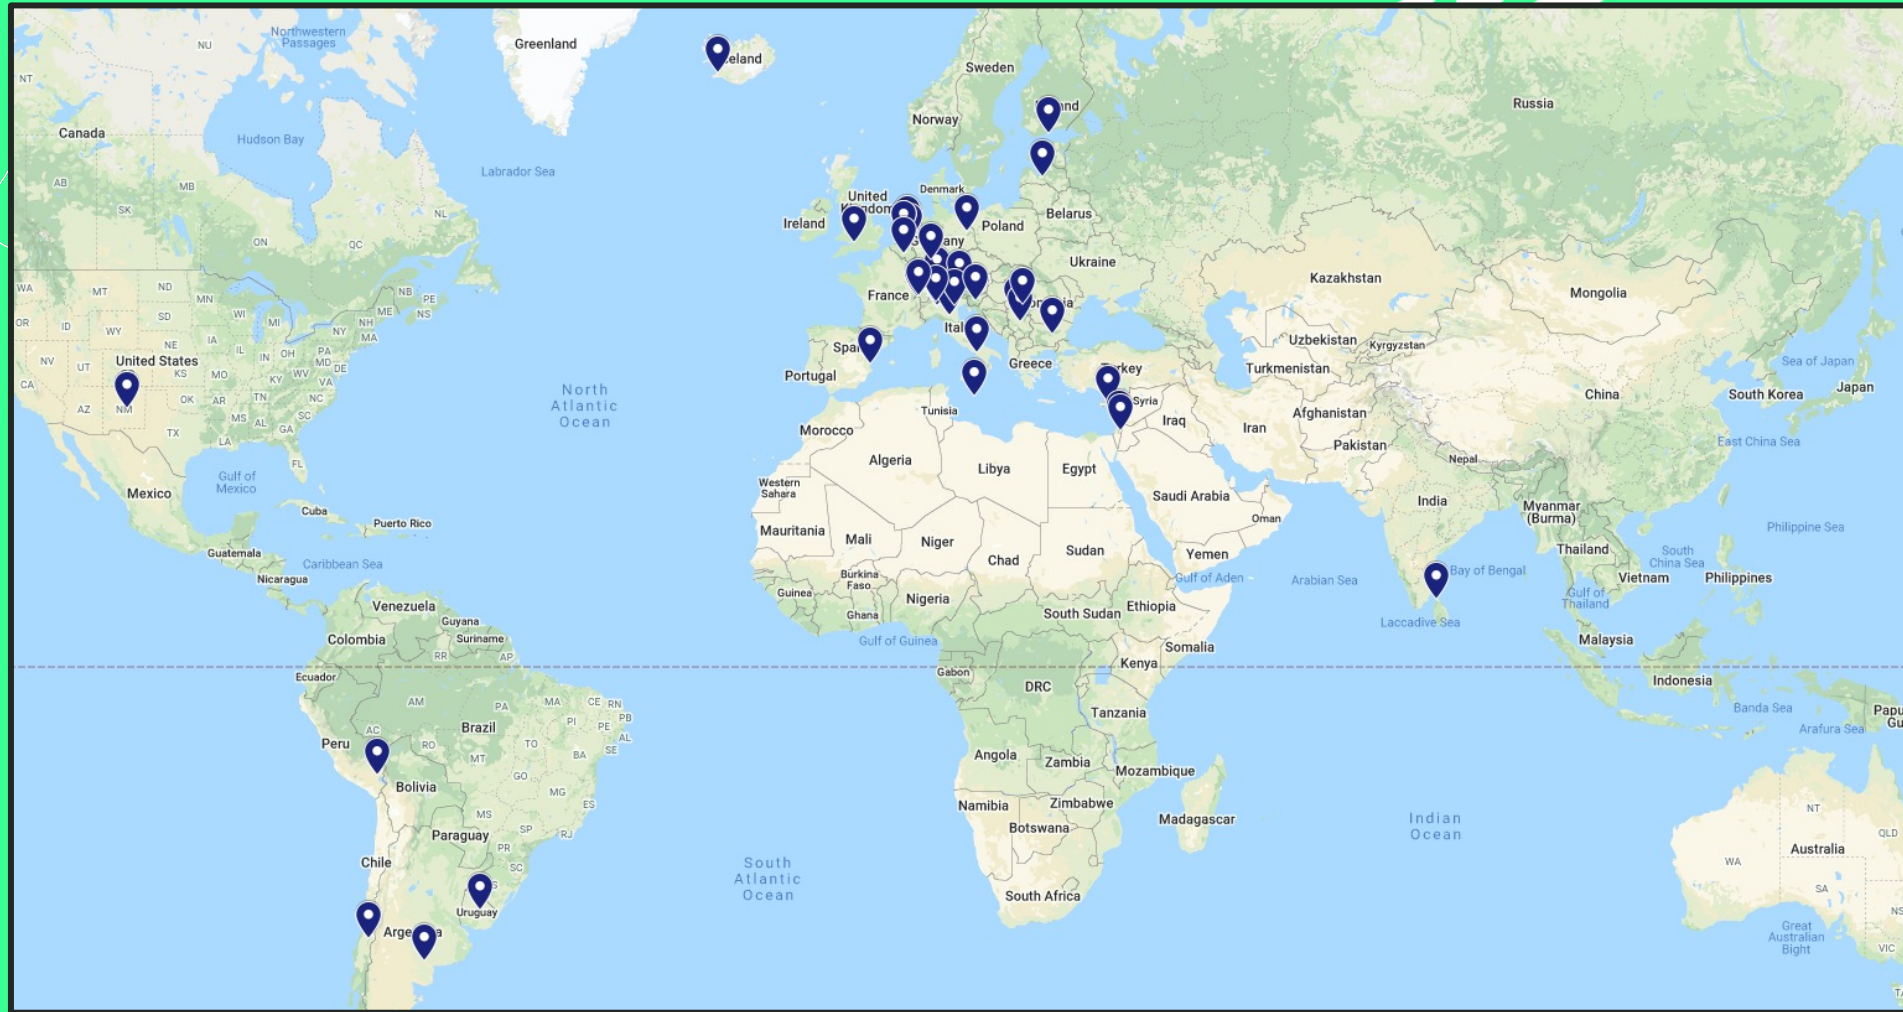 Northwestern
Passages
NU
Greenland
NT
Canada
Hudson Bay
Labrador Sea
AB
MB
SK
NL
ON
QC
WA
MT
ND
MN
NB
PE
NS
ME
OR
ID
WY
SD
WI
MI
NY
NH
MA
NE
IA
IL
IN
OH
PA
MD
DE
NV
UT
United States
KS
MO
KY
WV
VA
CA
AZ
NM
OK
AR
TN
NC
SC
MS
AL
GA
TX
LA
FL
Gulf of
Mexico
Mexico
Cuba
Puerto Rico
Guatemala
Caribbean Sea
Nicaragua
North
Atlantic
Ocean
eland
Sweden
Norway
nd
Russia
Denmark
United
Kingdom
Ireland
Belarus
Poland
any
Ukraine
France
Kazakhstan
Mongolia
ia
Ital
Spa
Portugal
Greece
Uzbekistan
Kyrgyzstan
Turkmenistan
key
Syria
Sea of Japan
China
South Korea
Japan
Tunisia
Morocco
Iraq
Iran
Afghanistan
Pakistan
Nepal
East China Sea
Algeria
Libya
Egypt
Western
Sahara
Saudi Arabia
Oman
India
Myanmar
(Burma)
Philippine Sea
Mauritania
Mali
Niger
Chad
Sudan
Yemen
Gulf of Aden
Arabian Sea
Bay of Bengal
Thailand
South
China Sea
Vietnam
Philippines
Gulf of
Thailand
Burkina
Faso
Guinea
Ghana
Nigeria
South Sudan
Ethiopia
Laccadive Sea
Gulf of Guinea
Somalia
Malaysia
Kenya
Gabon
DRC
Indonesia
Tanzania
Banda Sea
Arafura Sea
Papu
Gu
Venezuela
Guyana
Suriname
Colombia
RR
AP
Ecuador
AM
PA
MA
CE
RN
PB
PI
PE
AL
SE
AC
RO
Brazil
TO
BA
MT
Peru
GO
Bolivia
MG
ES
MS
SP
RJ
Paraguay
PR
SC
Chile
S
Uruguay
Arge
a
Angola
Zambia
Mozambique
Namibia
Zimbabwe
Botswana
Madagascar
South Africa
South
Atlantic
Ocean
Indian
Ocean
NT
QLD
Australia
WA
SA
NS
Great
Australian
Bight
VIC